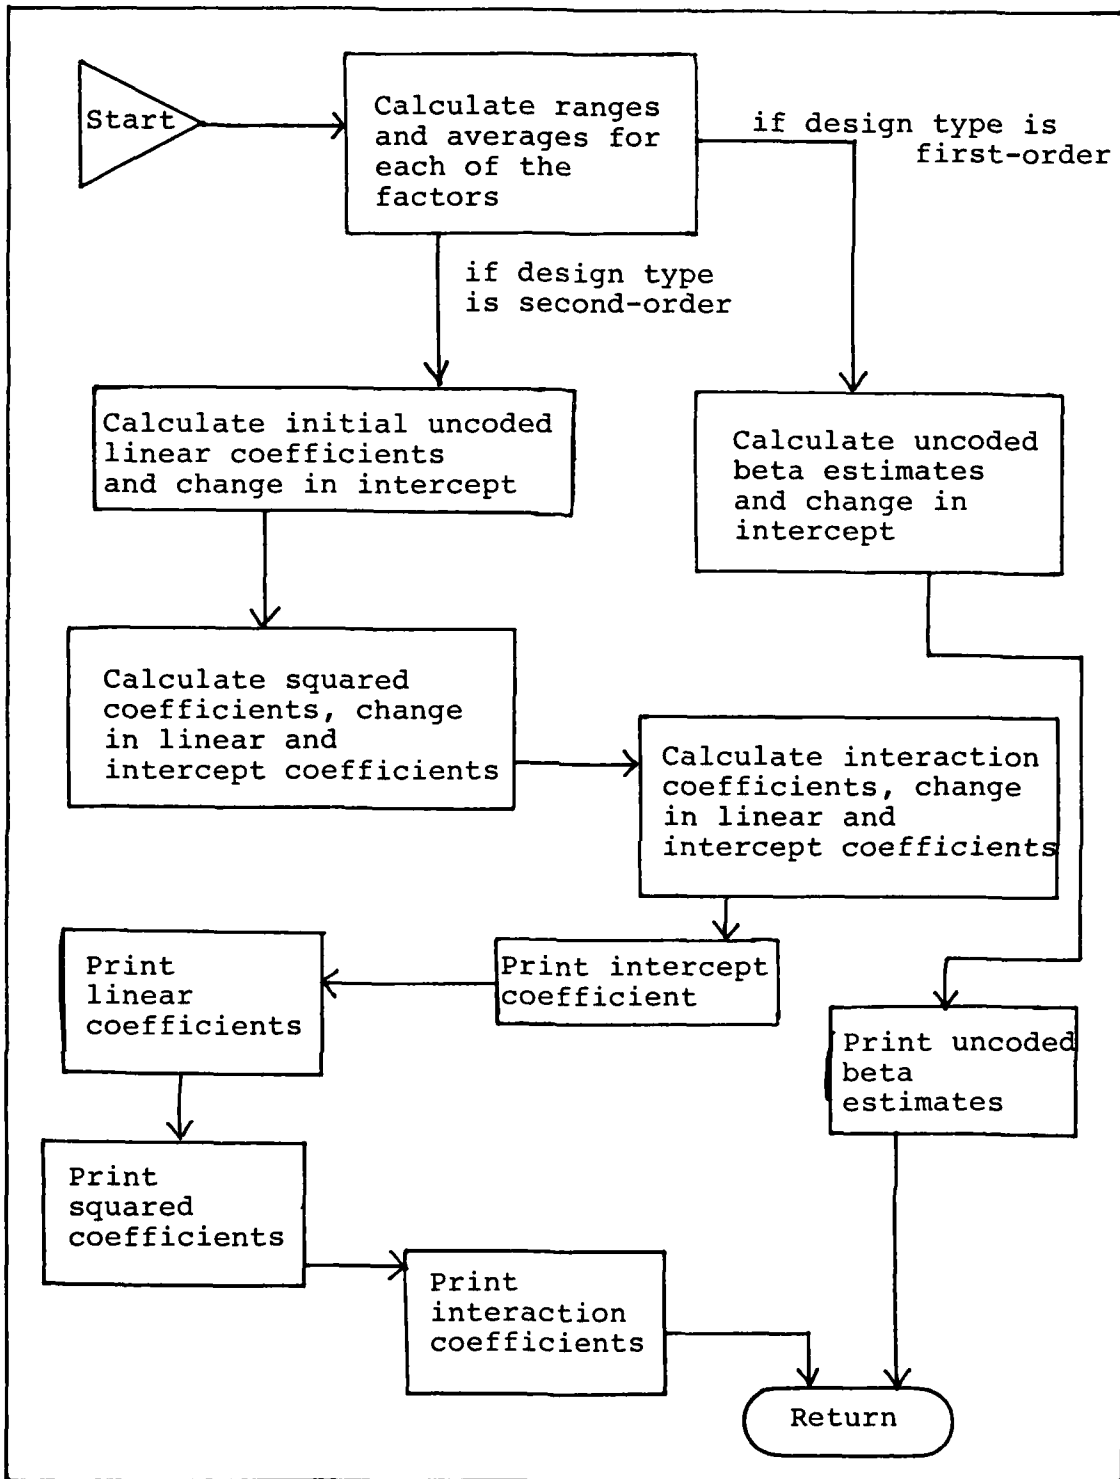 Start
Calculate ranges
and averages for
each of the
factors
if design type is
first-order
if design type
is second-order
Calculate initial uncoded
linear coefficients
and change in intercept
Calculate uncoded
beta estimates
and change in
intercept
Calculate squared
coefficients, change
in linear and
intercept coefficients
Calculate interaction
coefficients, change
in linear and
intercept coefficients
Print intercept
coefficient
Print
linear
coefficients
Print uncoded
beta
estimates
Print
squared
coefficients
Print
interaction
coefficients
Return